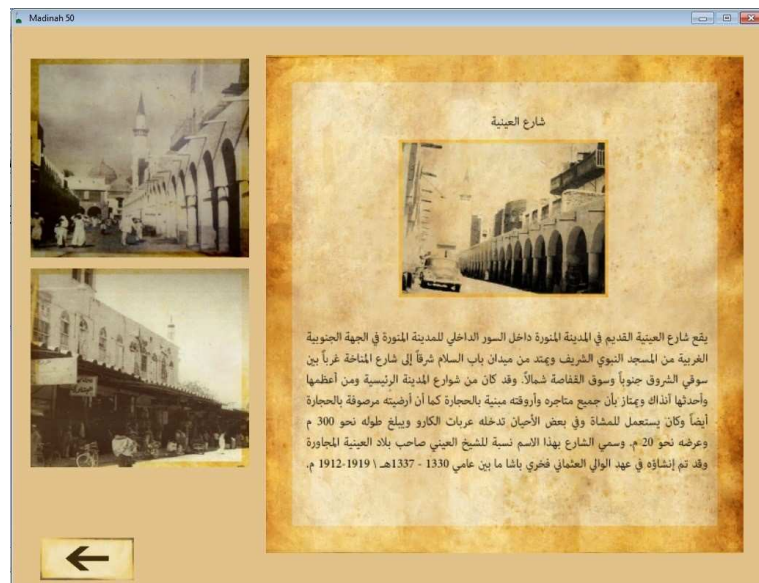 Madinah 50
شارع العينية
يقع شارع العينية القديم في المدينة المنورة داخل السور الداخلي للمدينة المنورة في الجهة الجنوبية
الغربية من المسجد النبوي الشريف ويمتد من ميدان باب السلام شرقاً إلى شارع المناخة غرباً بين
سوقي الشروق جنوباً وسوق القفاصة شمالاً. وقد كان من شوارع المدينة الرئيسية ومن أعظمها
وأحدثها آنذاك ويمتاز بأن جميع متاجره وأروقته مبنية بالحجارة كما أن أرضيته مرصوفة بالحجارة
أيضاً وكان يستعمل للمشاة وفي بعض الأحيان تدخله عربات الكارو ويبلغ طوله نحو 300 م
وعرضه نحو 20 م. وسمي الشارع بهذا الاسم نسبة للشيخ العيني صاحب بلاد العينية المجاورة
وقد تم إنشاؤه في عهد الوالي العثماني فخري باشا ما بين عامي 1330 - 1337هـ \ 1919-1912 م.